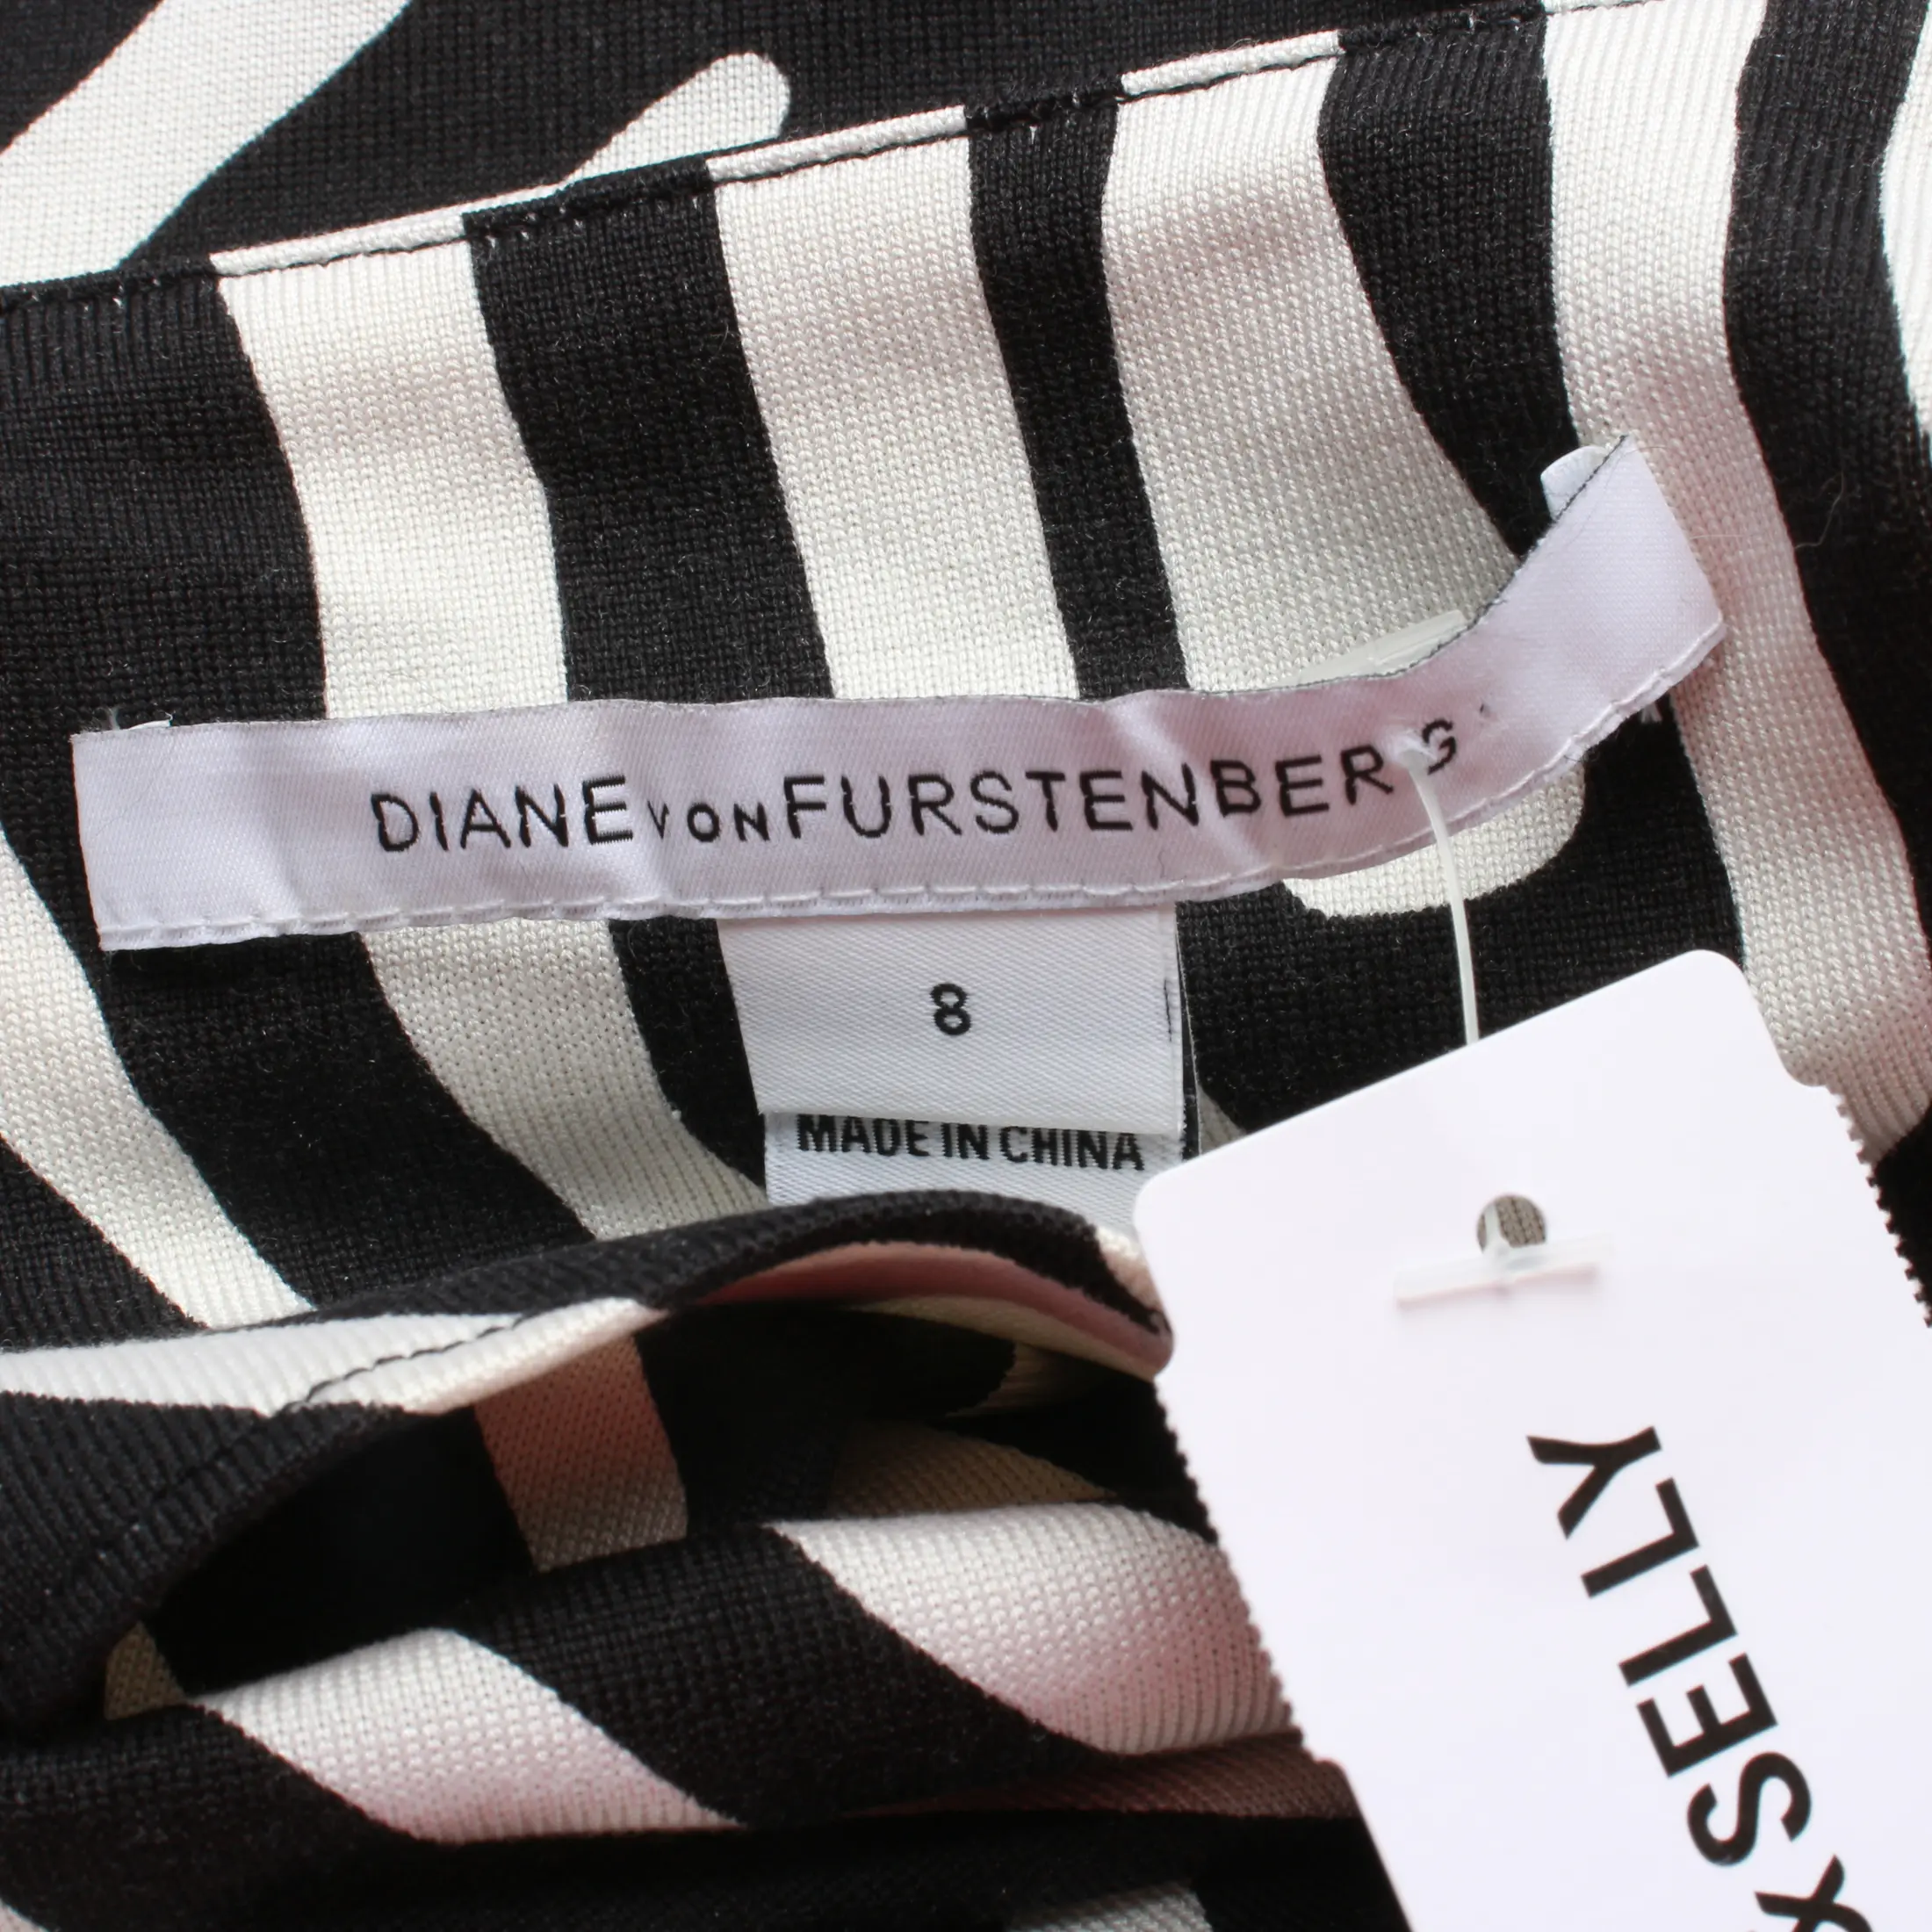 DIANE VON FURSTENBERG
8
MADE IN CHINA
SELLY